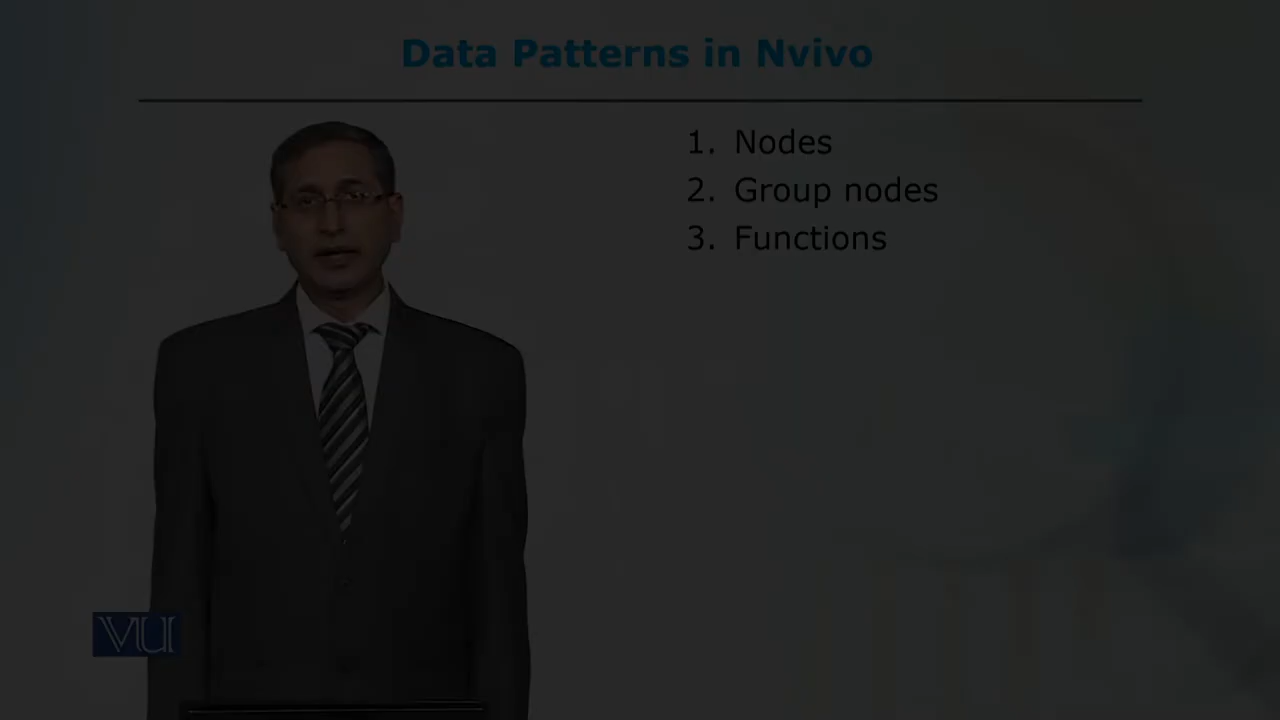 Data Patterns in Nvivo
1. Nodes
2. Group nodes
3. Functions
VU